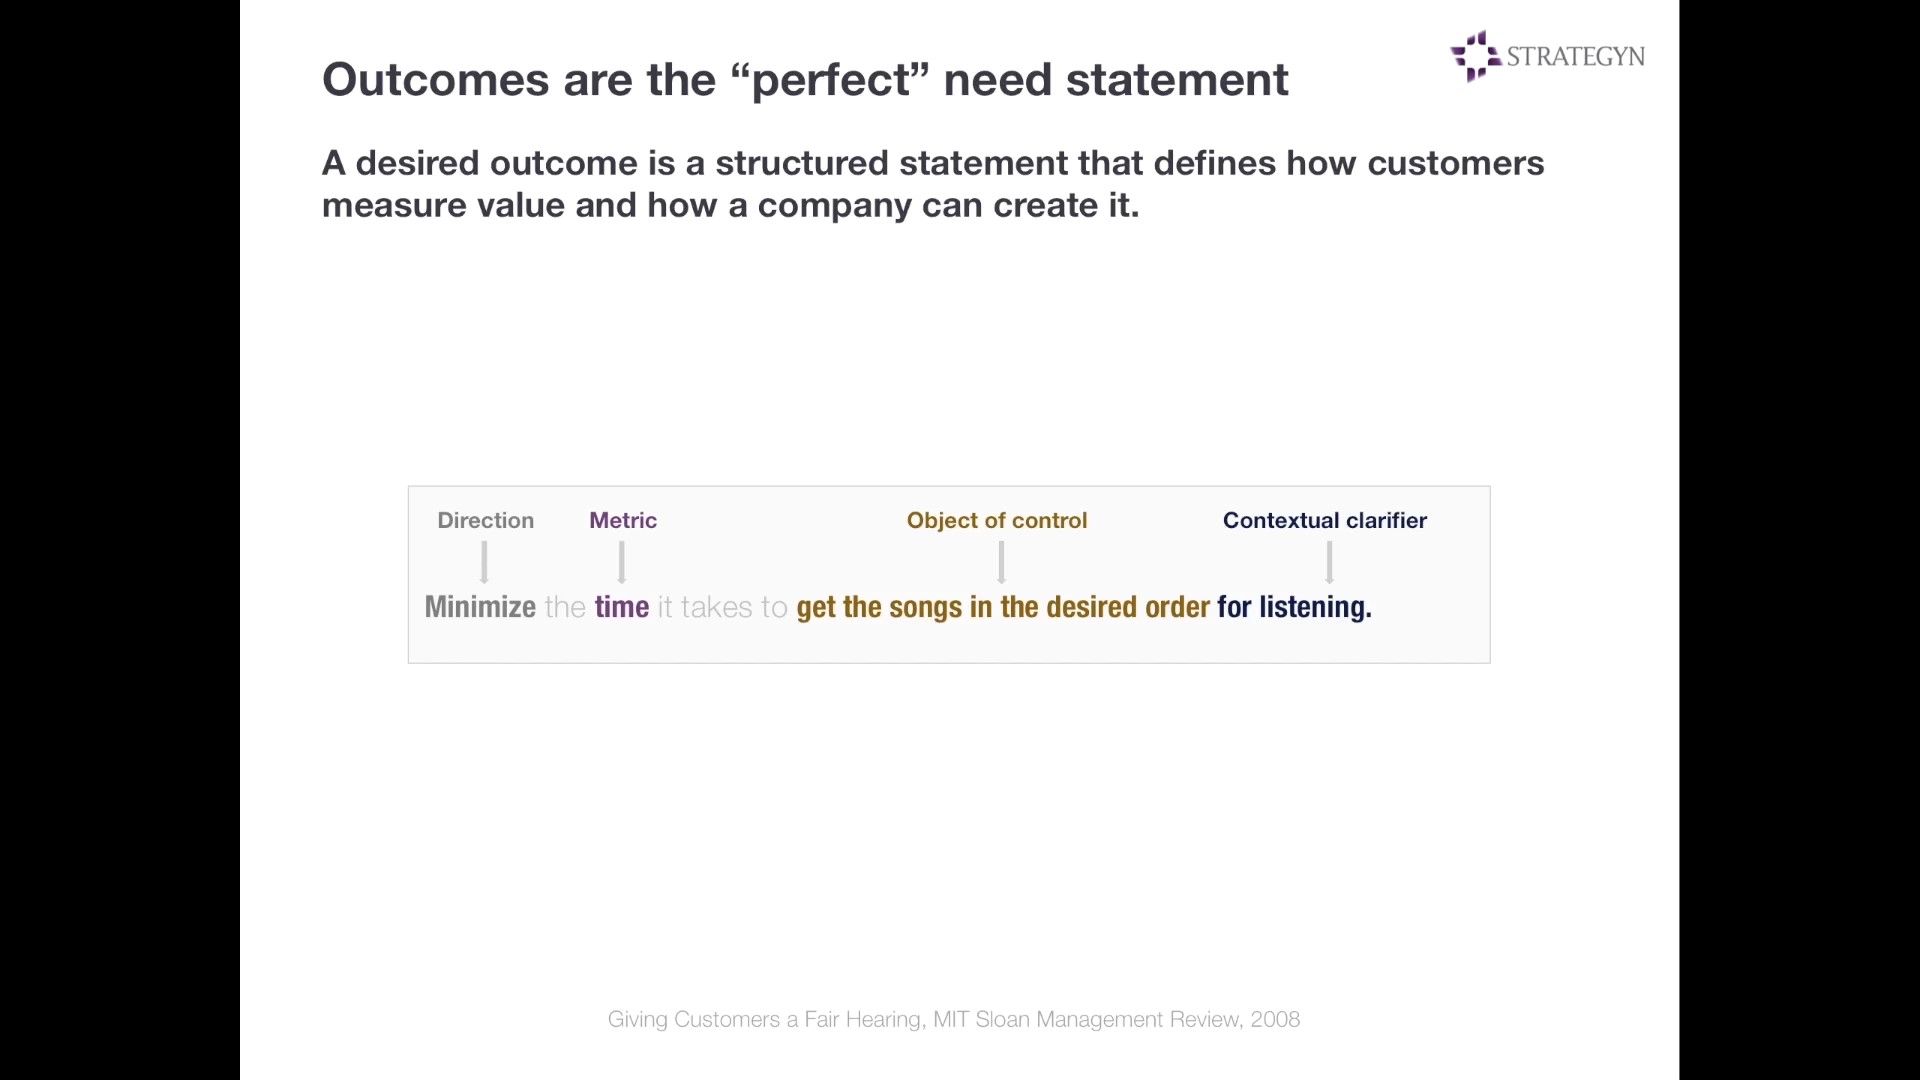 STRATEGYN
Outcomes are the “perfect” need statement
A desired outcome is a structured statement that defines how customers
measure value and how a company can create it.
Direction Metric Object of control Contextual clarifier
Minimize the time it takes to get the songs in the desired order for listening.
Giving Customers a Fair Hearing, MIT Sloan Management Review, 2008